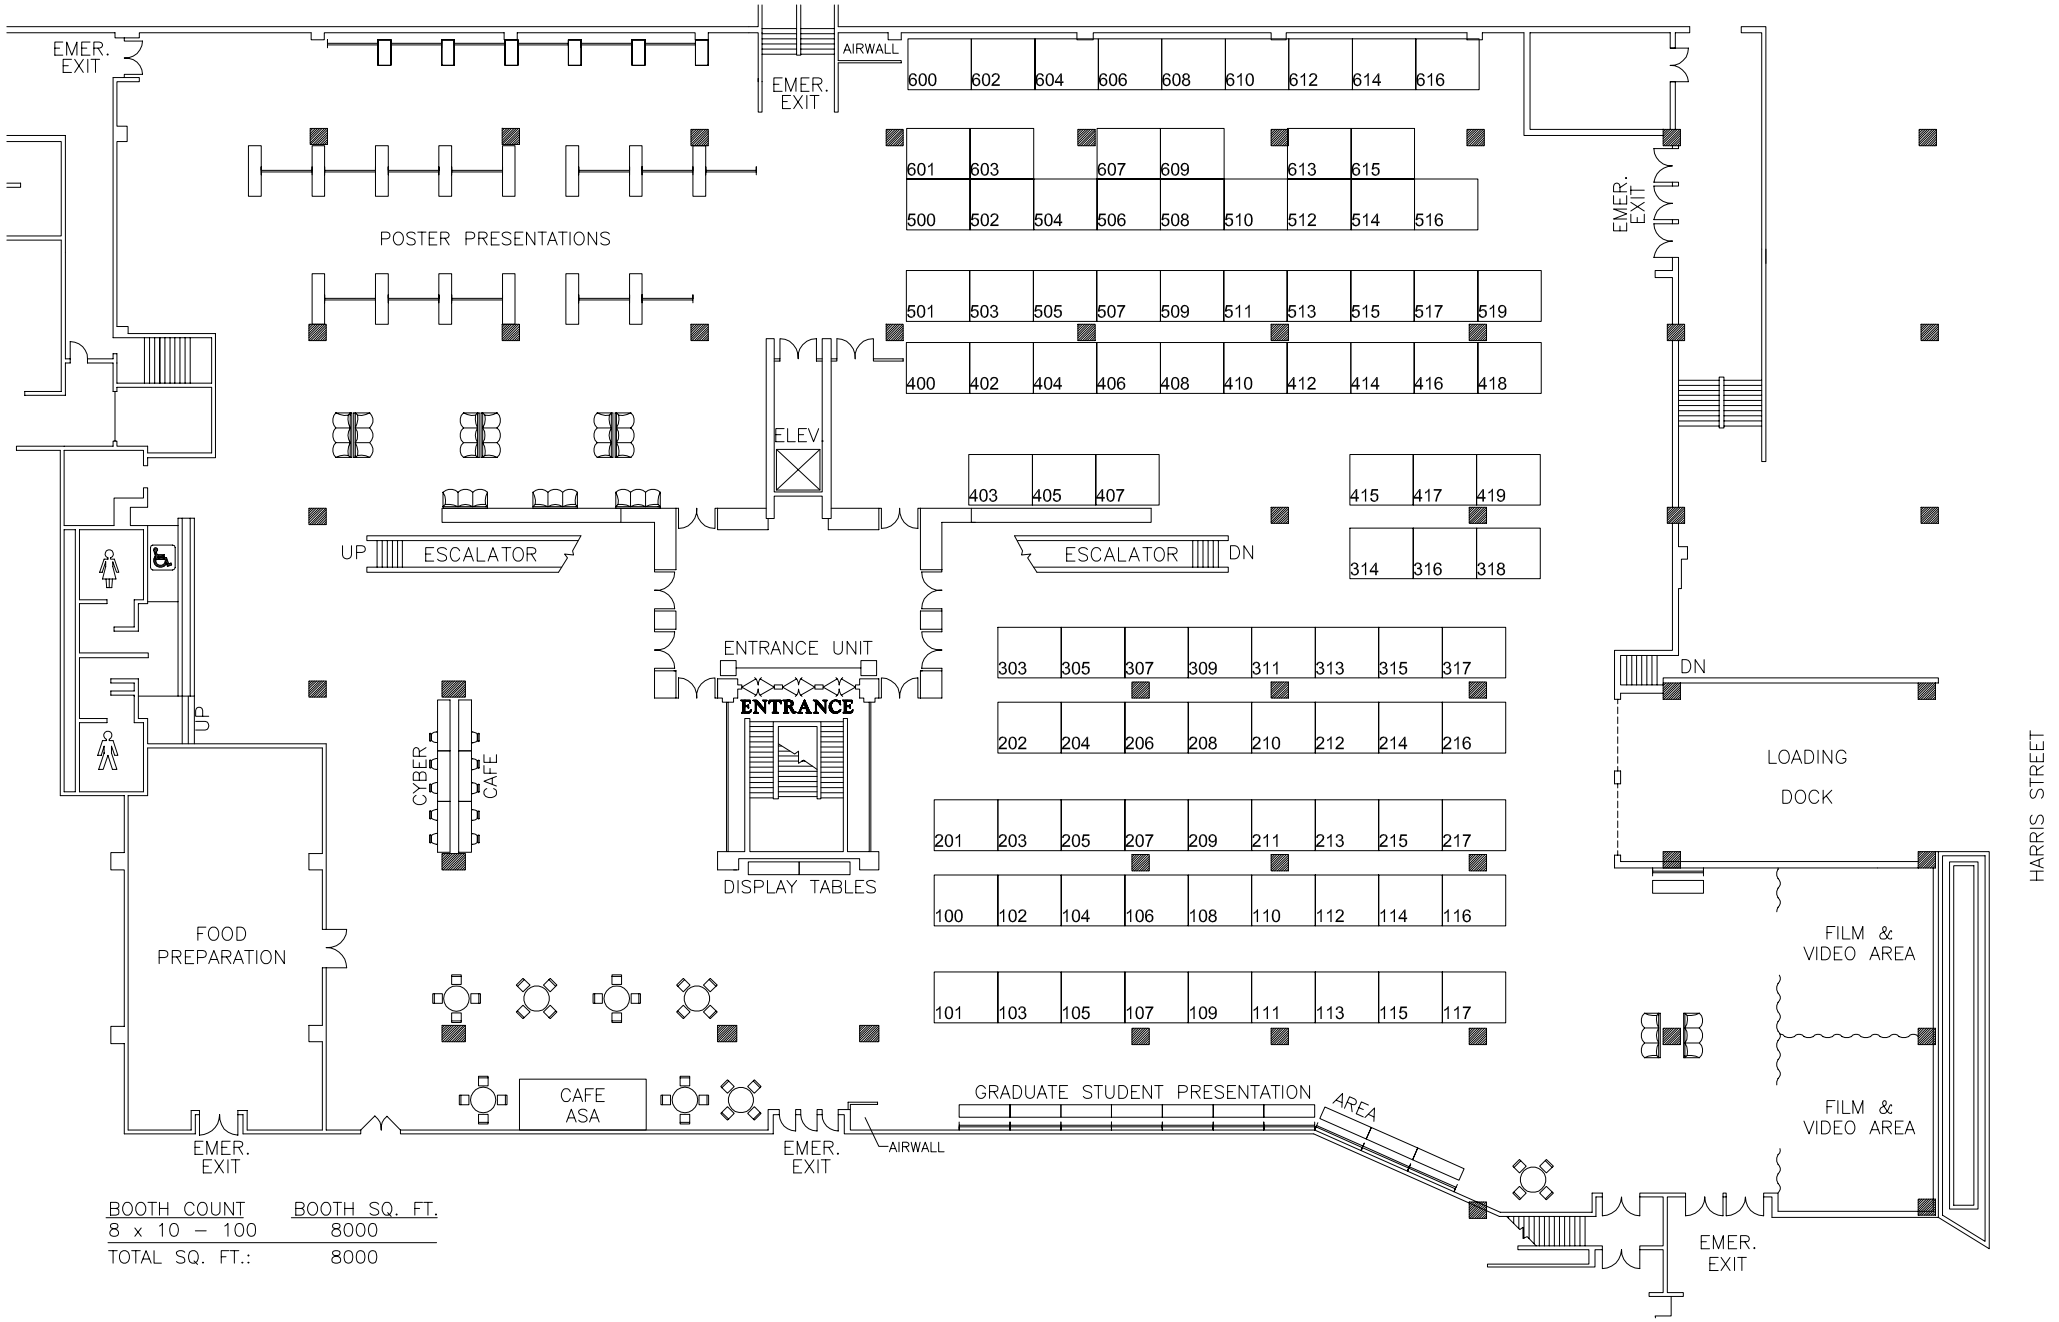 EMER.
EXIT
AIRWALL
EMER.
EXIT
600 602 604 606 608 610 612 614 616
601 603 607 609 613 615
500 502 504 506 508 510 512 514 516
EMER.
EXIT
POSTER PRESENTATIONS
501 503 505 507 509 511 513 515 517 519
400 402 404 406 408 410 412 414 416 418
ELEV.
403 405 407 415 417 419
UP ESCALATOR
ESCALATOR DN
314 316 318
ENTRANCE UNIT
303 305 307 309 311 313 315 317
DN
ENTRANCE
UP
202 204 206 208 210 212 214 216
CYBER
CAFE
LOADING
DOCK
HARRIS STREET
201 203 205 207 209 211 213 215 217
DISPLAY TABLES
100 102 104 106 108 110 112 114 116
FOOD
PREPARATION
FILM &
VIDEO AREA
101 103 105 107 109 111 113 115 117
CAFE
ASA
GRADUATE STUDENT PRESENTATION
AREA
FILM &
VIDEO AREA
EMER.
EXIT
EMER.
EXIT
AIRWALL
EMER.
EXIT
BOOTH COUNT BOOTH SQ. FT.
8 x 10 - 100 8000
TOTAL SQ. FT.: 8000